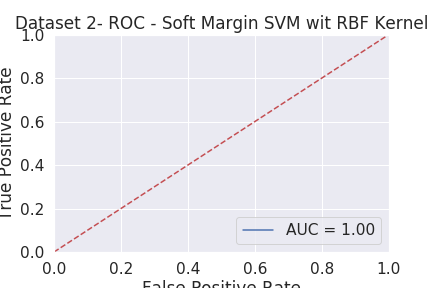 Dataset 2- ROC - Soft Margin SVM wit RBF Kernel
1.0
0.8
0.6
0.4
0.2
0.0
True Positive Rate
AUC = 1.00
0.0 0.2 0.4 0.6 0.8 1.0
False Positive Rate